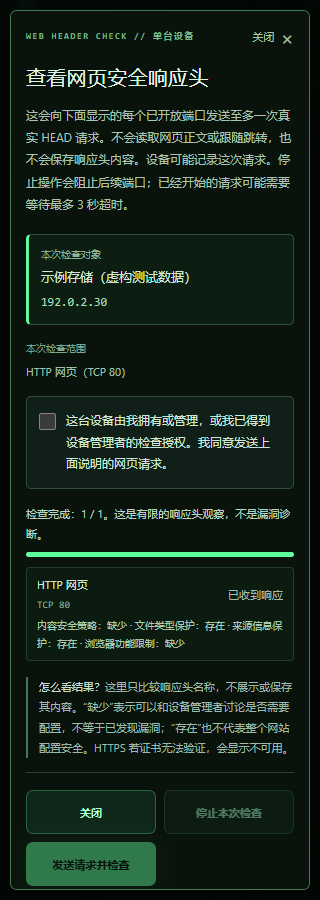 WEB HEADER CHECK // 单台设备
关闭 ×
查看网页安全响应头
这会向下面显示的每个已开放端口发送至多一次真
实 HEAD 请求。不会读取网页正文或跟随跳转，也
不会保存响应头内容。设备可能记录这次请求。停
止操作会阻止后续端口；已经开始的请求可能需要
等待最多 3 秒超时。
本次检查对象
示例存储（虚构测试数据）
192.0.2.30
本次检查范围
HTTP 网页（TCP 80）
这台设备由我拥有或管理，或我已得到
设备管理者的检查授权。我同意发送上
面说明的网页请求。
检查完成：1 / 1。这是有限的响应头观察，不是漏洞诊
断。
HTTP 网页
TCP 80
已收到响应
内容安全策略：缺少 · 文件类型保护：存在 · 来源信息保
护：存在 · 浏览器功能限制：缺少
怎么看结果？这里只比较响应头名称，不展示或保存
其内容。“缺少”表示可以和设备管理者讨论是否需要
配置，不等于已发现漏洞；“存在”也不代表整个网站
配置安全。HTTPS 若证书无法验证，会显示不可用。
关闭
停止本次检查
发送请求并检查